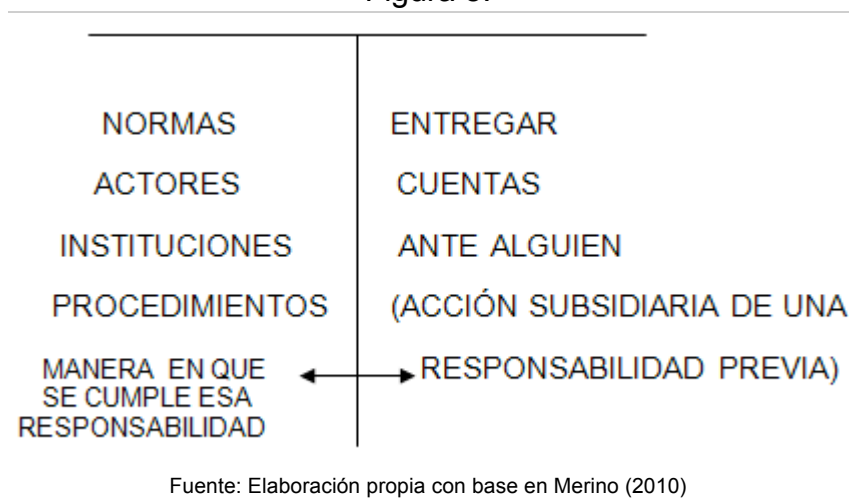 NORMAS
ENTREGAR
ACTORES
CUENTAS
INSTITUCIONES
ANTE ALGUIEN
PROCEDIMIENTOS
(ACCIÓN SUBSIDIARIA DE UNA
MANERA EN QUE
SE CUMPLE ESA
RESPONSABILIDAD
RESPONSABILIDAD PREVIA)
Fuente: Elaboración propia con base en Merino (2010)